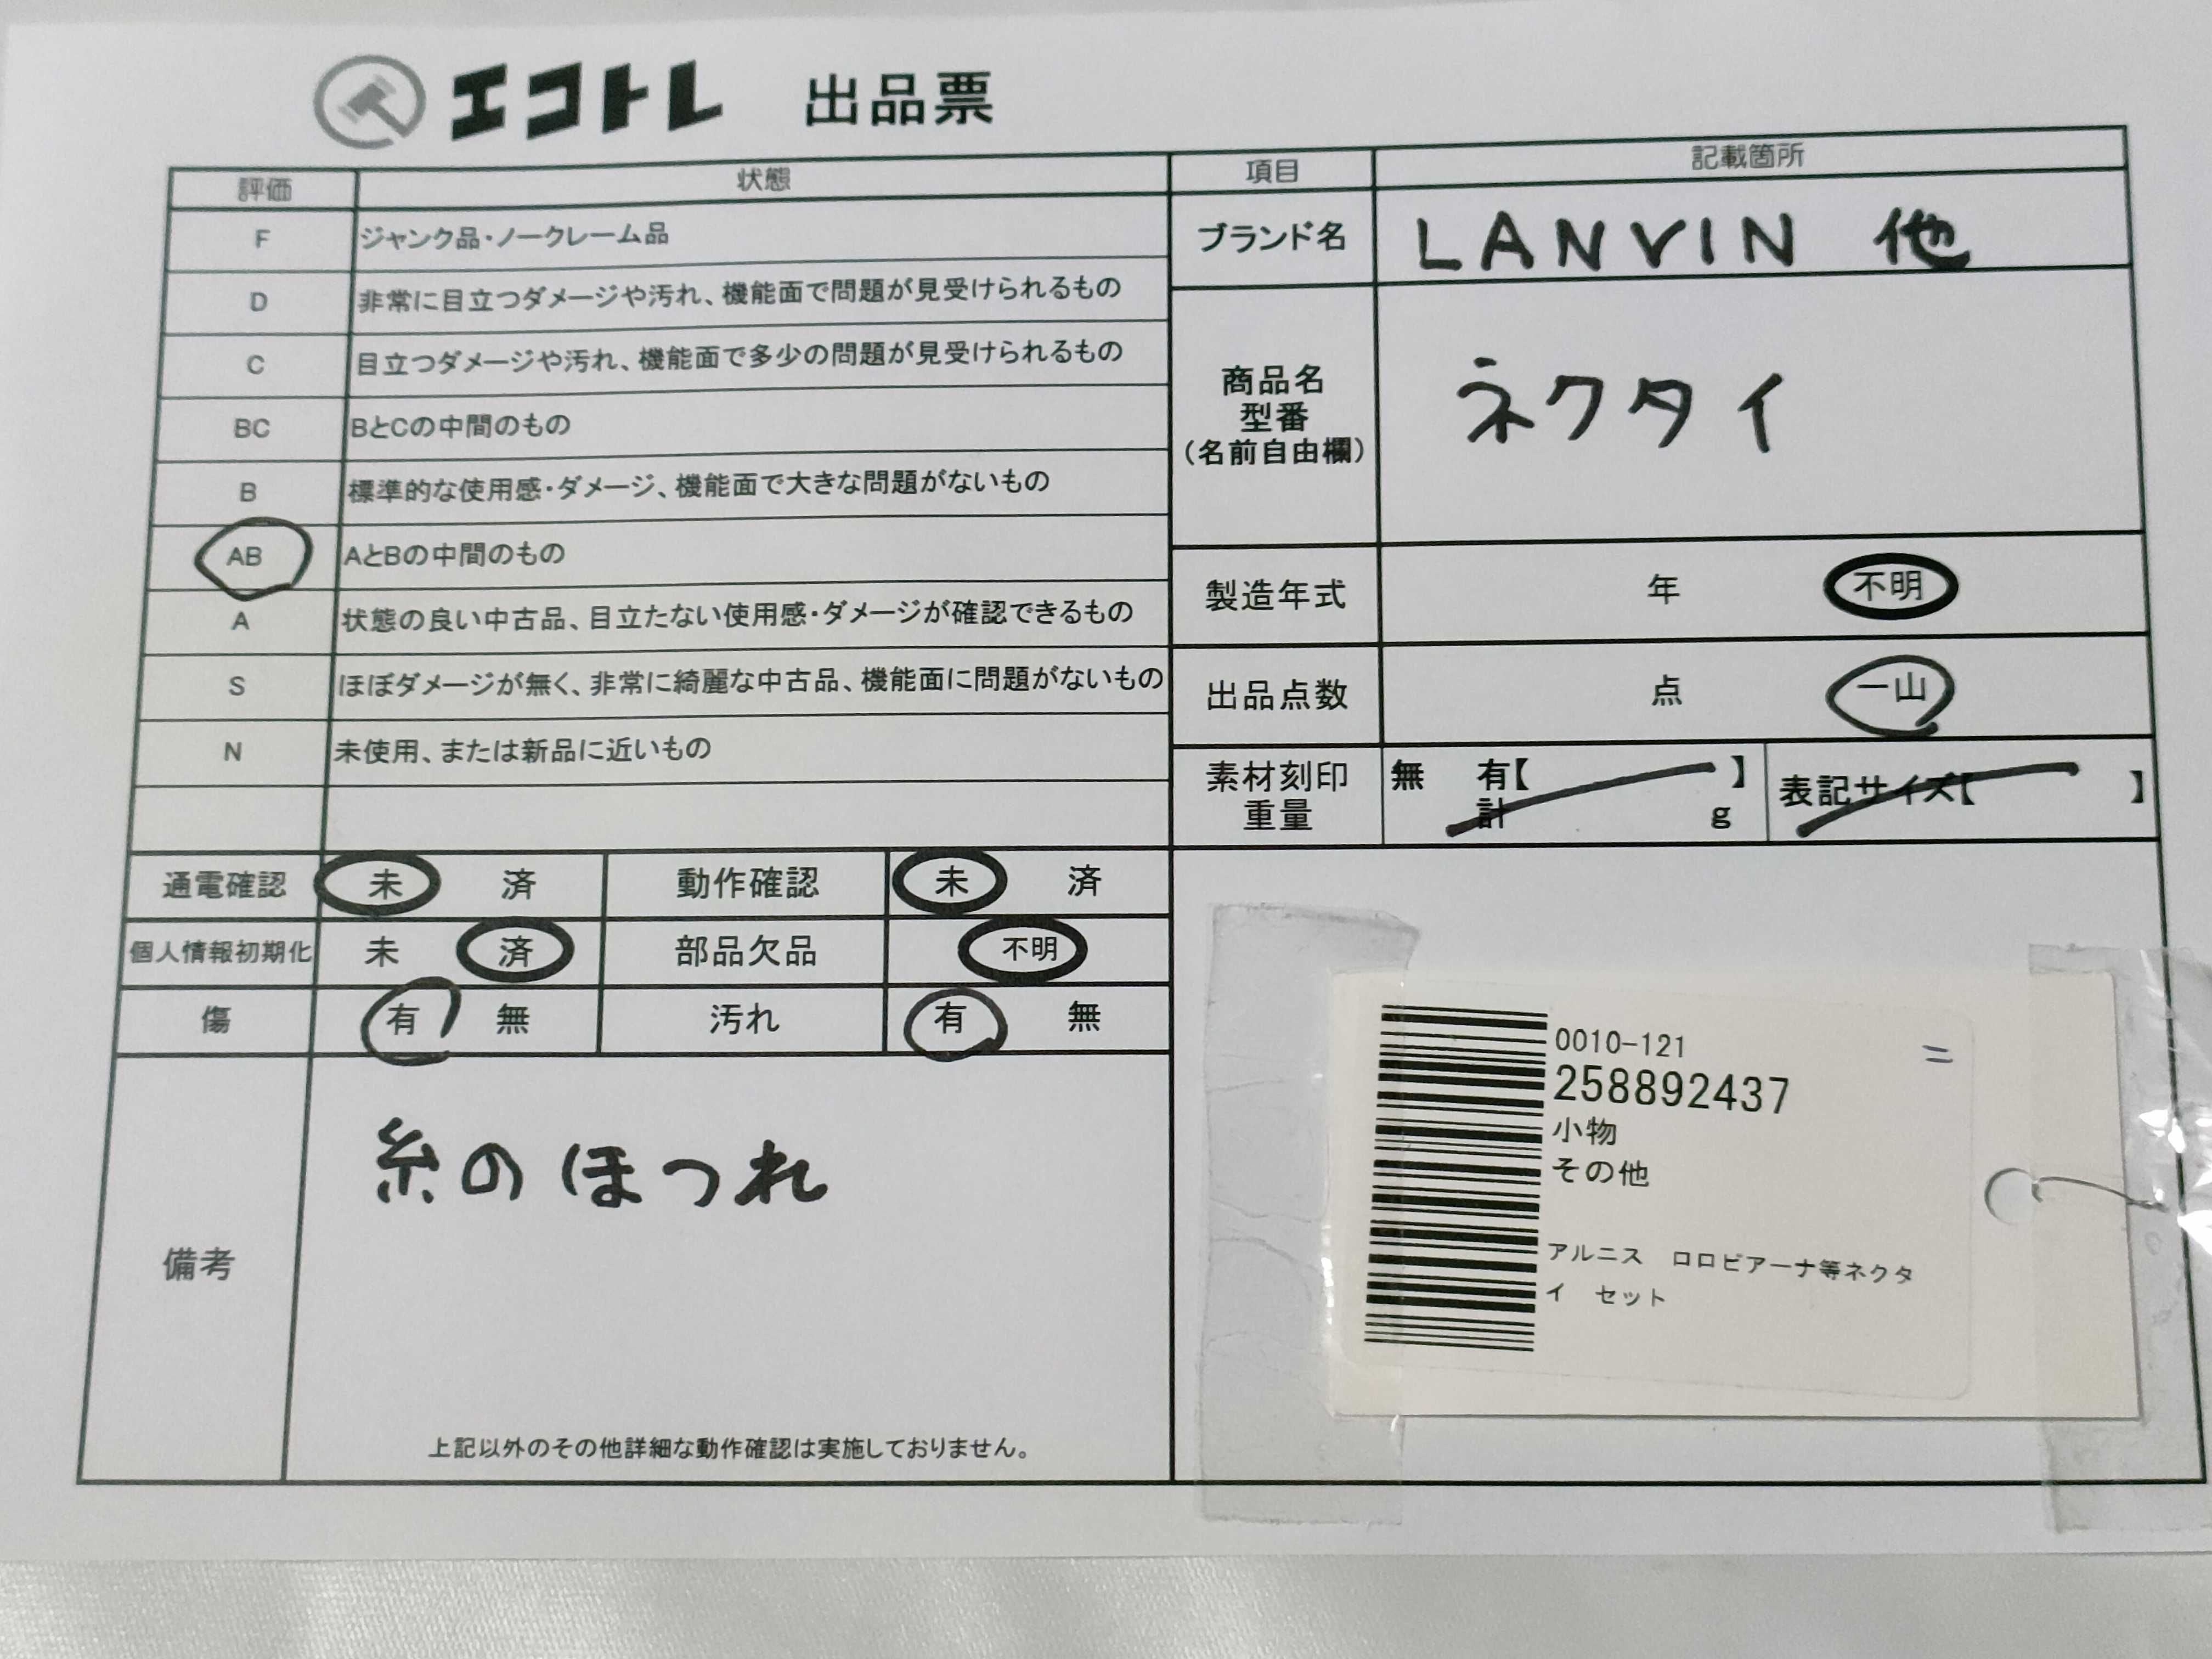 エコトレ 出品票
評価 状態
F ジャンク品・ノークレーム品
D 非常に目立つダメージや汚れ、機能面で問題が見受けられるもの
C 目立つダメージや汚れ、機能面で多少の問題が見受けられるもの
BC BとCの中間のもの
B 標準的な使用感・ダメージ、機能面で大きな問題がないもの
AB AとBの中間のもの
A 状態の良い中古品、目立たない使用感・ダメージが確認できるもの
S ほぼダメージが無く、非常に綺麗な中古品、機能面に問題がないもの
N 未使用、または新品に近いもの
通電確認 未 済 動作確認 未 済
個人情報初期化 未 済 部品欠品 不明
傷 有 無 汚れ 有 無
備考
糸のほつれ
上記以外のその他詳細な動作確認は実施しておりません。
項目 記載箇所
ブランド名 LANVIN 他
商品名
型番
(名前自由欄)
ネクタイ
製造年式 年 不明
出品点数 点 一山
素材刻印 無 有【 】
重量 計 g
表記サイズ【 】
0010-121
258892437
小物
その他
アルニス ロロピアーナ等ネクタ
イ セット